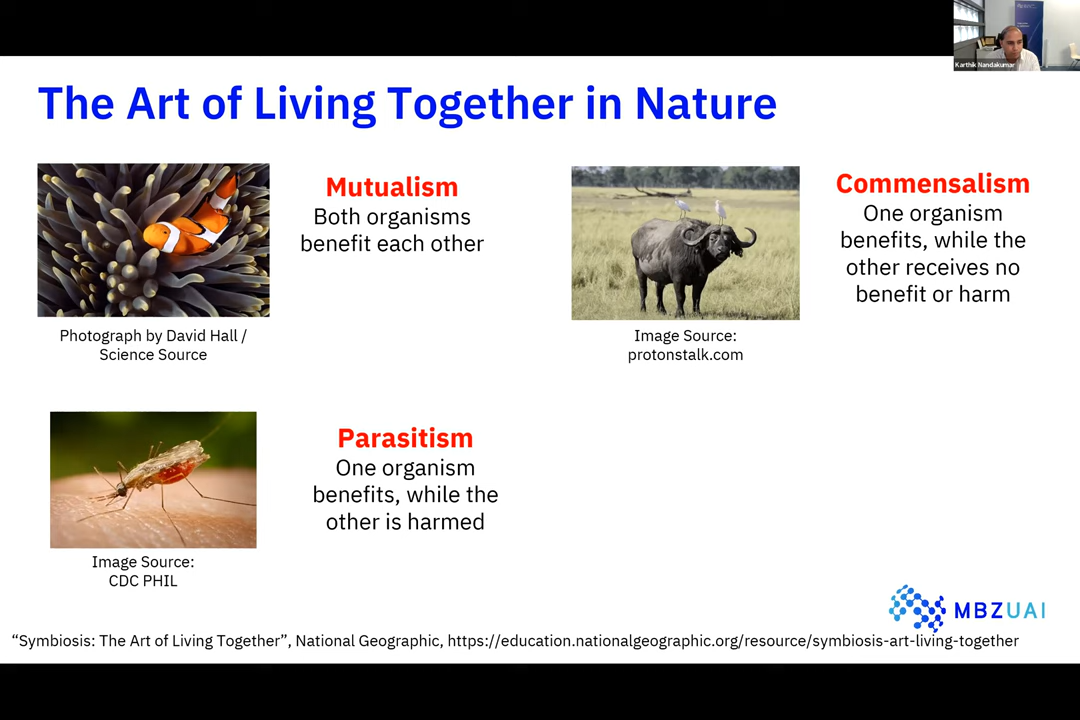 Karthik Nandakumar
The Art of Living Together in Nature
Mutualism
Both organisms
benefit each other
Photograph by David Hall /
Science Source
Commensalism
One organism
benefits, while the
other receives no
benefit or harm
Image Source:
protonstalk.com
Parasitism
One organism
benefits, while the
other is harmed
Image Source:
CDC PHIL
MBZUAI
“Symbiosis: The Art of Living Together”, National Geographic, https://education.nationalgeographic.org/resource/symbiosis-art-living-together